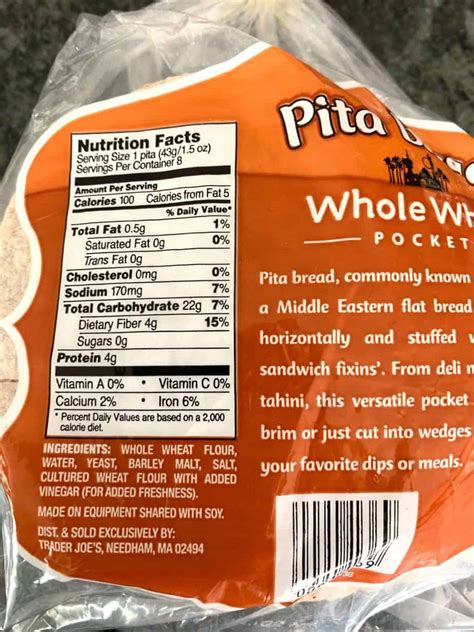 Pita
Whole
POCKET
Nutrition Facts
Serving Size 1 pita (43g/1.5 oz)
Servings Per Container 8
Amount Per Serving
Calories 100 Calories from Fat 5
% Daily Value*
Total Fat 0.5g 1%
Saturated Fat 0g 0%
Trans Fat 0g
Cholesterol 0mg 0%
Sodium 170mg 7%
Total Carbohydrate 22g 7%
Dietary Fiber 4g 15%
Sugars 0g
Protein 4g
Vitamin A 0% • Vitamin C 0%
Calcium 2% • Iron 6%
* Percent Daily Values are based on a 2,000
calorie diet.
INGREDIENTS: WHOLE WHEAT FLOUR,
WATER, YEAST, BARLEY MALT, SALT,
CULTURED WHEAT FLOUR WITH ADDED
VINEGAR (FOR ADDED FRESHNESS).
MADE ON EQUIPMENT SHARED WITH SOY.
DIST. & SOLD EXCLUSIVELY BY:
TRADER JOE'S, NEEDHAM, MA 02494
Pita bread, commonly known
a Middle Eastern flat bread
horizontally and stuffed
sandwich fixins'. From deli
tahini, this versatile pocket
brim or just cut into wedges
your favorite dips or meals.